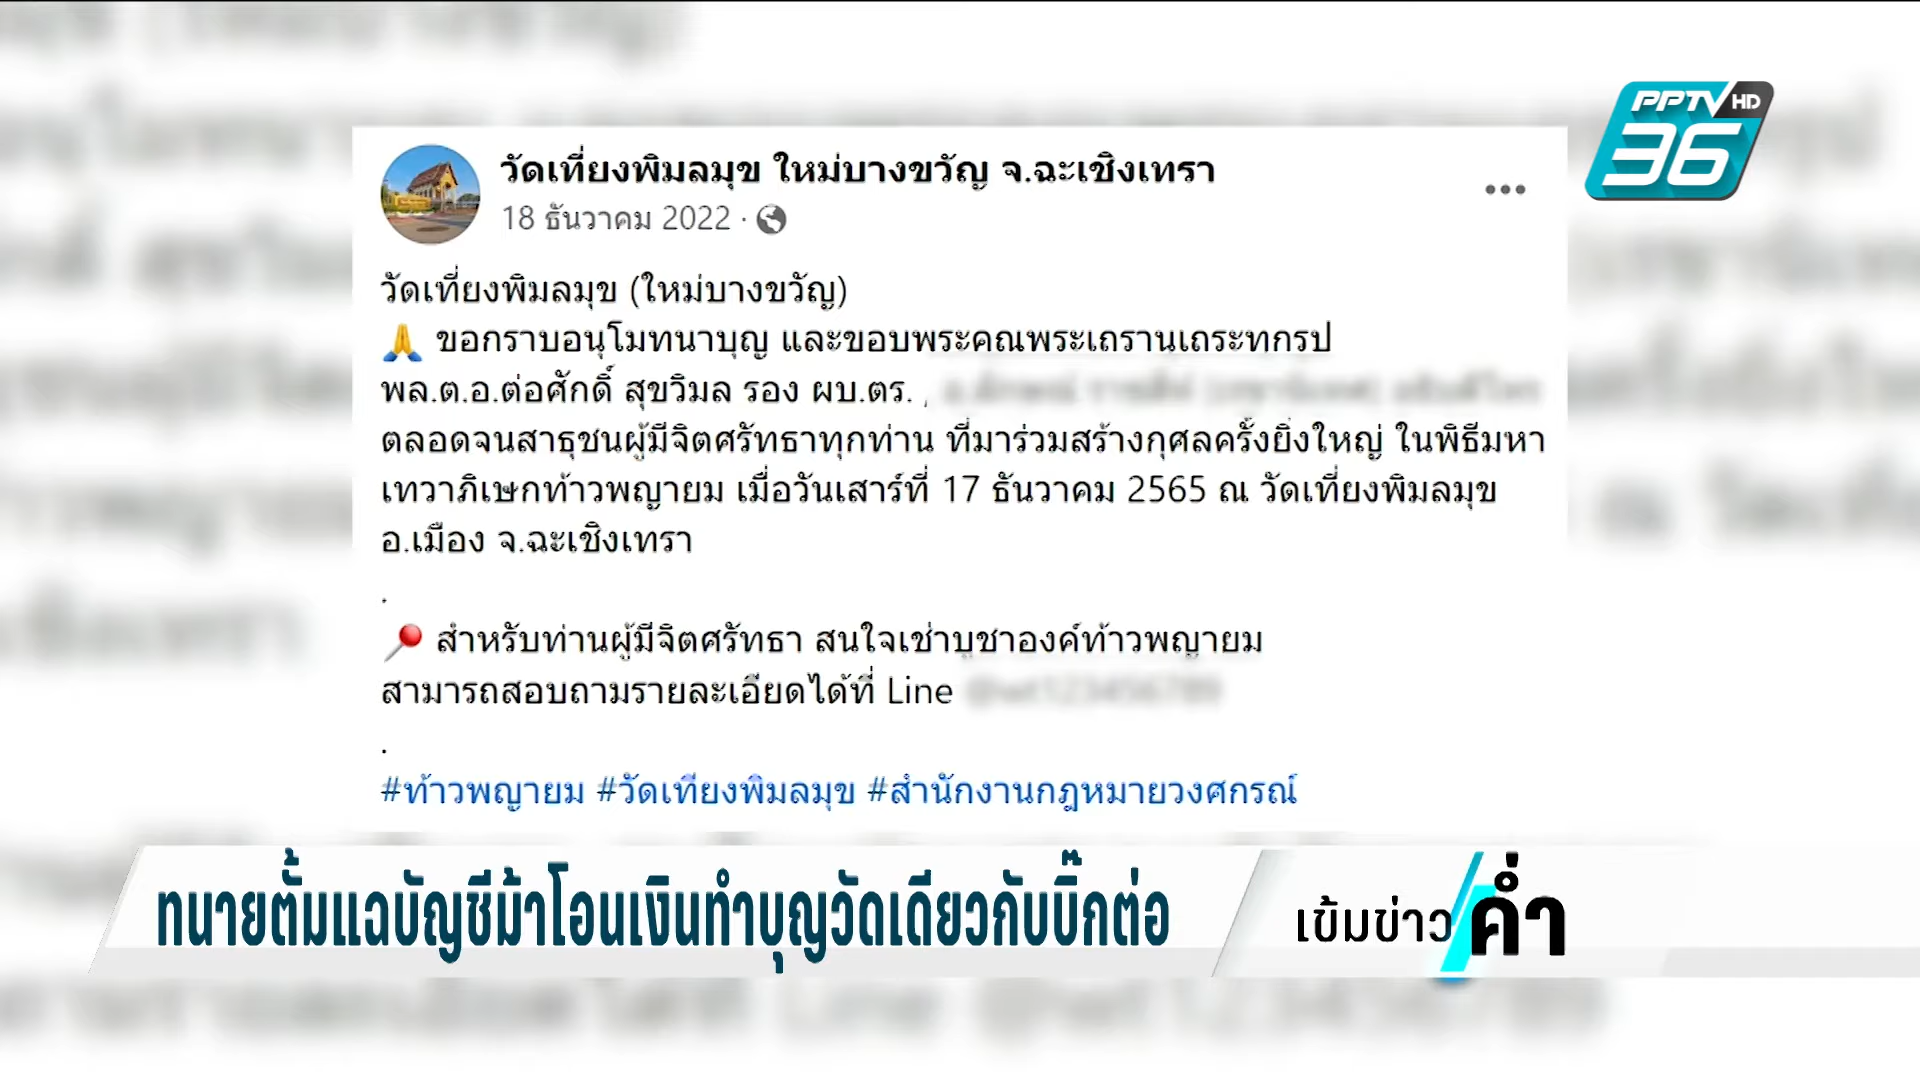 PPTV HD
36
วัดเที่ยงพิมลมุข ใหม่บางขวัญ จ.ฉะเชิงเทรา
18 ธันวาคม 2022 ·
วัดเที่ยงพิมลมุข (ใหม่บางขวัญ)
🙏 ขอกราบอนุโมทนาบุญ และขอบพระคณพระเถรานเถระทกรป
พล.ต.อ.ต่อศักดิ์ สุขวิมล รอง ผบ.ตร. ,
ตลอดจนสาธุชนผู้มีจิตศรัทธาทุกท่าน ที่มาร่วมสร้างกุศลครั้งยิ่งใหญ่ ในพิธีมหา
เทวาภิเษกท้าวพญายม เมื่อวันเสาร์ที่ 17 ธันวาคม 2565 ณ วัดเที่ยงพิมลมุข
อ.เมือง จ.ฉะเชิงเทรา
.
📍 สำหรับท่านผู้มีจิตศรัทธา สนใจเช่าบูชาองค์ท้าวพญายม
สามารถสอบถามรายละเอียดได้ที่ Line
.
#ท้าวพญายม #วัดเที่ยงพิมลมุข #สำนักงานกฎหมายวงศกรณ์
ทนายตั้มแฉบัญชีม้าโอนเงินทำบุญวัดเดียวกับบิ๊กต่อ
เข้มข่าวค่ำ